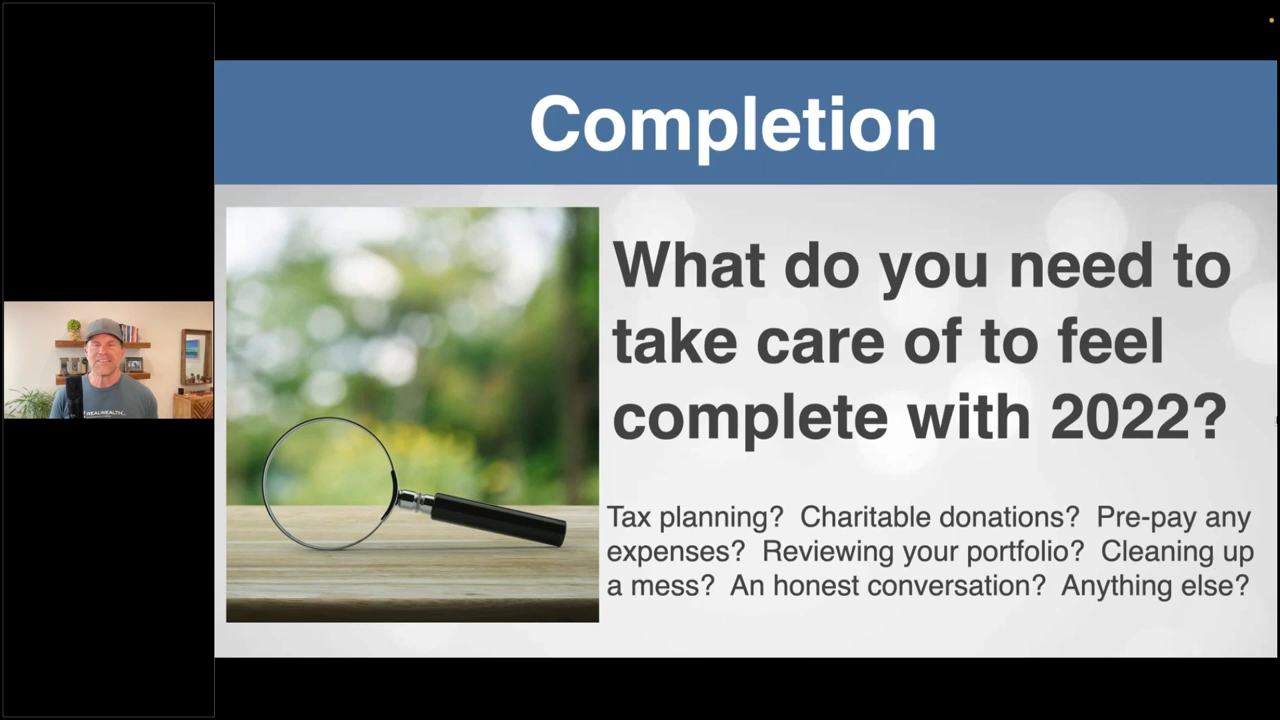 Completion
What do you need to
take care of to feel
complete with 2022?
Tax planning?  Charitable donations?  Pre-pay any
expenses?  Reviewing your portfolio?  Cleaning up
a mess?  An honest conversation?  Anything else?
REALWEALTH